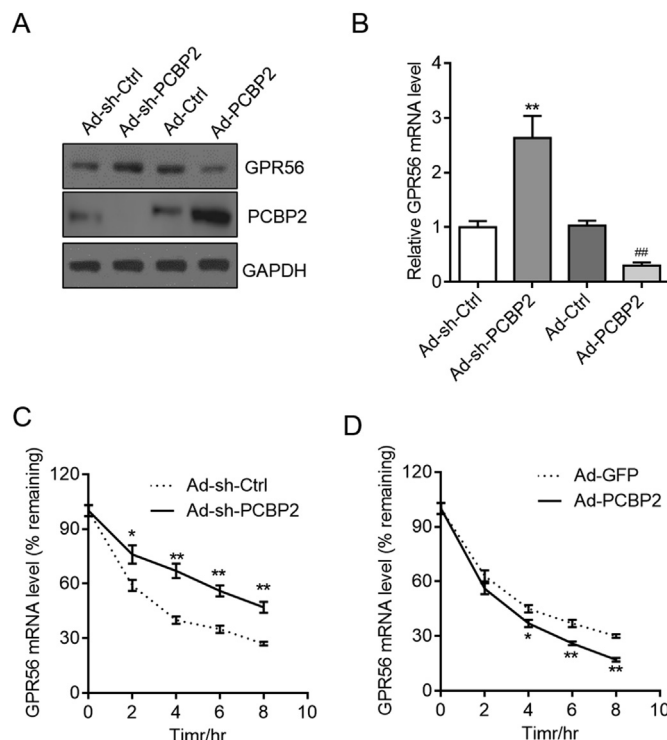 A
Ad-sh-Ctrl
Ad-sh-PCBP2
Ad-Ctrl
Ad-PCBP2
GPR56
PCBP2
GAPDH
B
Relative GPR56 mRNA level
4
3
2
1
0
**
##
Ad-sh-Ctrl
Ad-sh-PCBP2
Ad-Ctrl
Ad-PCBP2
C
GPR56 mRNA level (% remaining)
120
90
60
30
0
Ad-sh-Ctrl
Ad-sh-PCBP2
*
**
**
**
0 2 4 6 8 10
Timr/hr
D
GPR56 mRNA level (% remaining)
120
90
60
30
0
Ad-GFP
Ad-PCBP2
*
**
**
0 2 4 6 8 10
Timr/hr